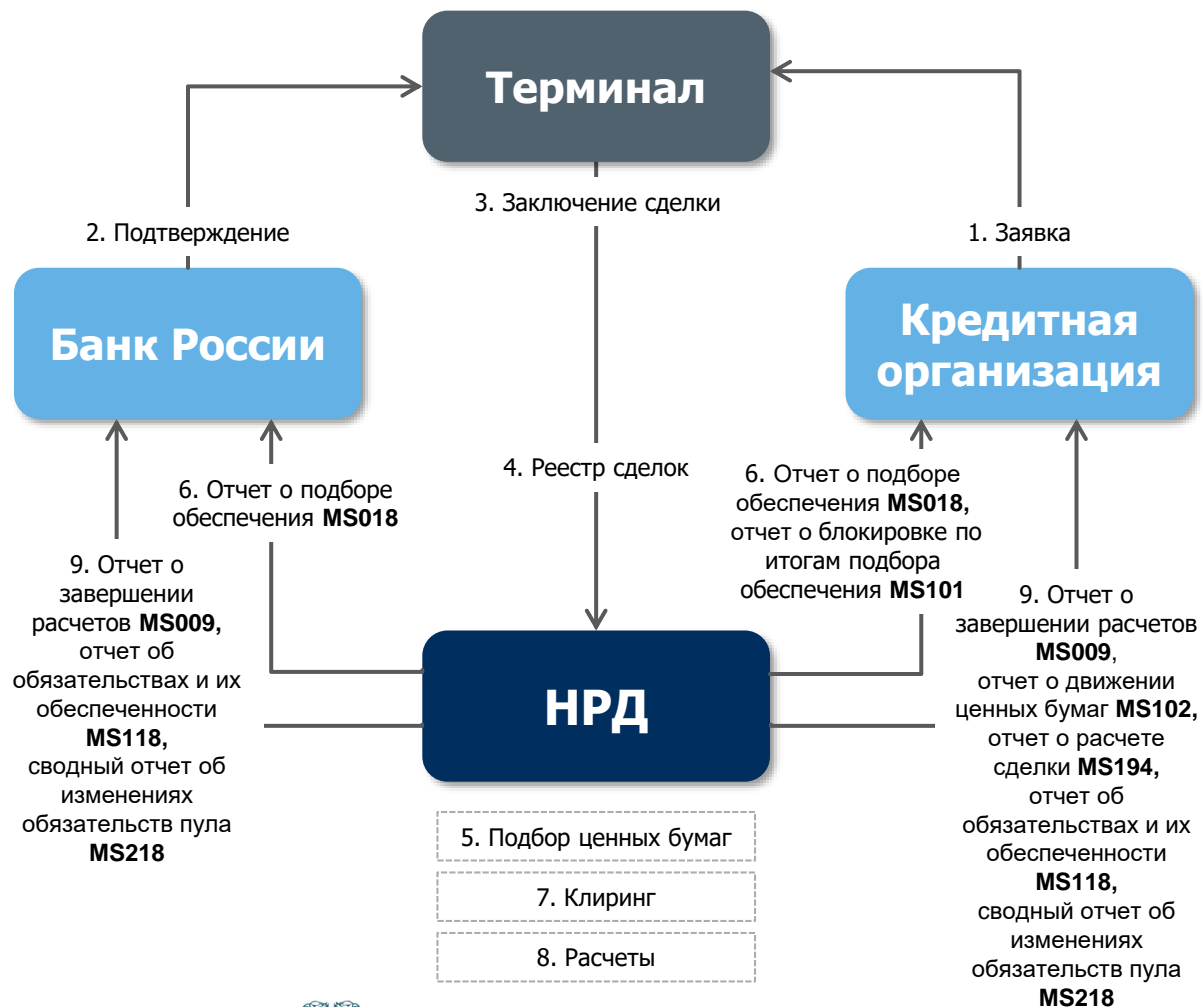 Терминал
3. Заключение сделки
2. Подтверждение
1. Заявка
Банк России
Кредитная
организация
4. Реестр сделок
6. Отчет о подборе
обеспечения MS018
6. Отчет о подборе
обеспечения MS018,
отчет о блокировке по
итогам подбора
обеспечения MS101
9. Отчет о
завершении
расчетов MS009,
отчет об
обязательствах и их
обеспеченности
MS118,
сводный отчет об
изменениях
обязательств пула
MS218
9. Отчет о
завершении расчетов
MS009,
отчет о движении
ценных бумаг MS102,
отчет о расчете
сделки MS194,
отчет об
обязательствах и их
обеспеченности
MS118,
сводный отчет об
изменениях
обязательств пула
MS218
НРД
5. Подбор ценных бумаг
7. Клиринг
8. Расчеты